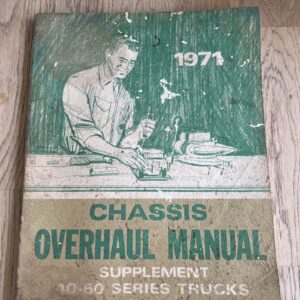 1971
CHASSIS
OVERHAUL MANUAL
SUPPLEMENT
40-60 SERIES TRUCKS